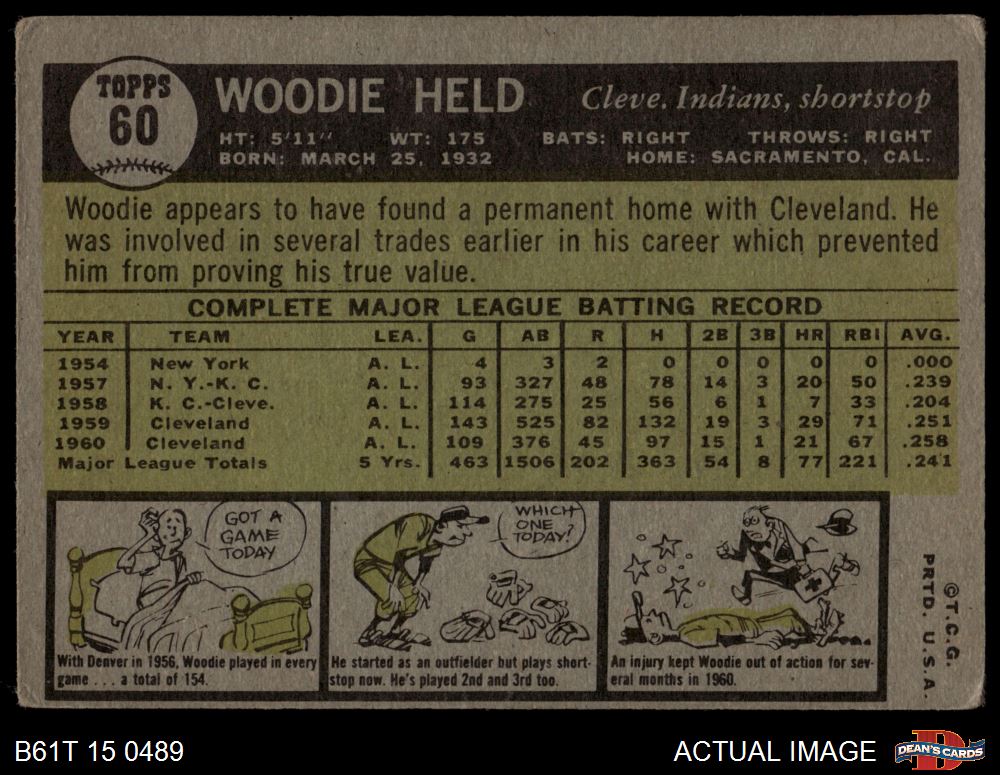 TOPPS
60
WOODIE HELD Cleve. Indians, shortstop
HT: 5'11" WT: 175 BATS: RIGHT THROWS: RIGHT
BORN: MARCH 25, 1932 HOME: SACRAMENTO, CAL.
Woodie appears to have found a permanent home with Cleveland. He
was involved in several trades earlier in his career which prevented
him from proving his true value.
COMPLETE MAJOR LEAGUE BATTING RECORD
YEAR TEAM LEA. G AB R H 2B 3B HR RBI AVG.
1954 New York A. L. 4 3 2 0 0 0 0 0 .000
1957 N. Y.-K. C. A. L. 93 327 48 78 14 3 20 50 .239
1958 K. C.-Cleve. A. L. 114 275 25 56 6 1 7 33 .204
1959 Cleveland A. L. 143 525 82 132 19 3 29 71 .251
1960 Cleveland A. L. 109 376 45 97 15 1 21 67 .258
Major League Totals 5 Yrs. 463 1506 202 363 54 8 77 221 .241
GOT A
GAME
TODAY
With Denver in 1956, Woodie played in every
game . . . a total of 154.
WHICH
ONE
TODAY?
He started as an outfielder but plays short-
stop now. He's played 2nd and 3rd too.
An injury kept Woodie out of action for sev-
eral months in 1960.
©T.C.G.
PRTD. U.S.A.
B61T 15 0489
ACTUAL IMAGE
D
DEAN'S CARDS